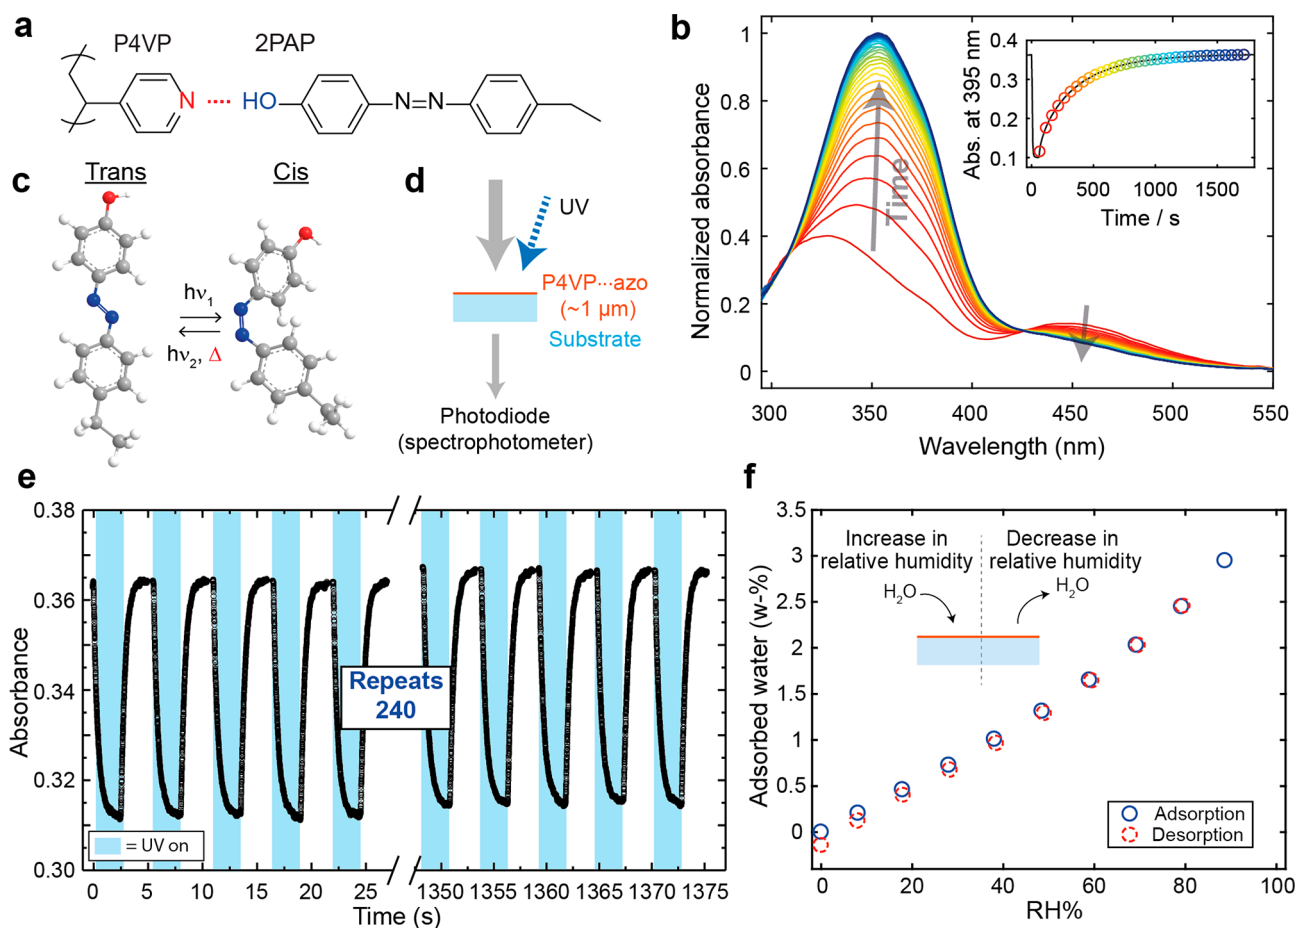 a
P4VP
2PAP
N
HO
N=N
b
Normalized absorbance
1
0.8
0.6
0.4
0.2
0
300
350
400
450
500
550
Wavelength (nm)
Time
Abs. at 395 nm
0.4
0.3
0.2
0.1
0
500
1000
1500
Time / s
c
Trans
Cis
hν1
hν2, Δ
d
UV
P4VP···azo
(~1 µm)
Substrate
Photodiode
(spectrophotometer)
e
Absorbance
0.38
0.36
0.34
0.32
0.30
Repeats
240
= UV on
0
5
10
15
20
25
1350
1355
1360
1365
1370
1375
Time (s)
f
Adsorbed water (w-%)
3.5
3
2.5
2
1.5
1
0.5
0
Increase in
relative humidity
H2O
Decrease in
relative humidity
H2O
Adsorption
Desorption
0
20
40
60
80
100
RH%